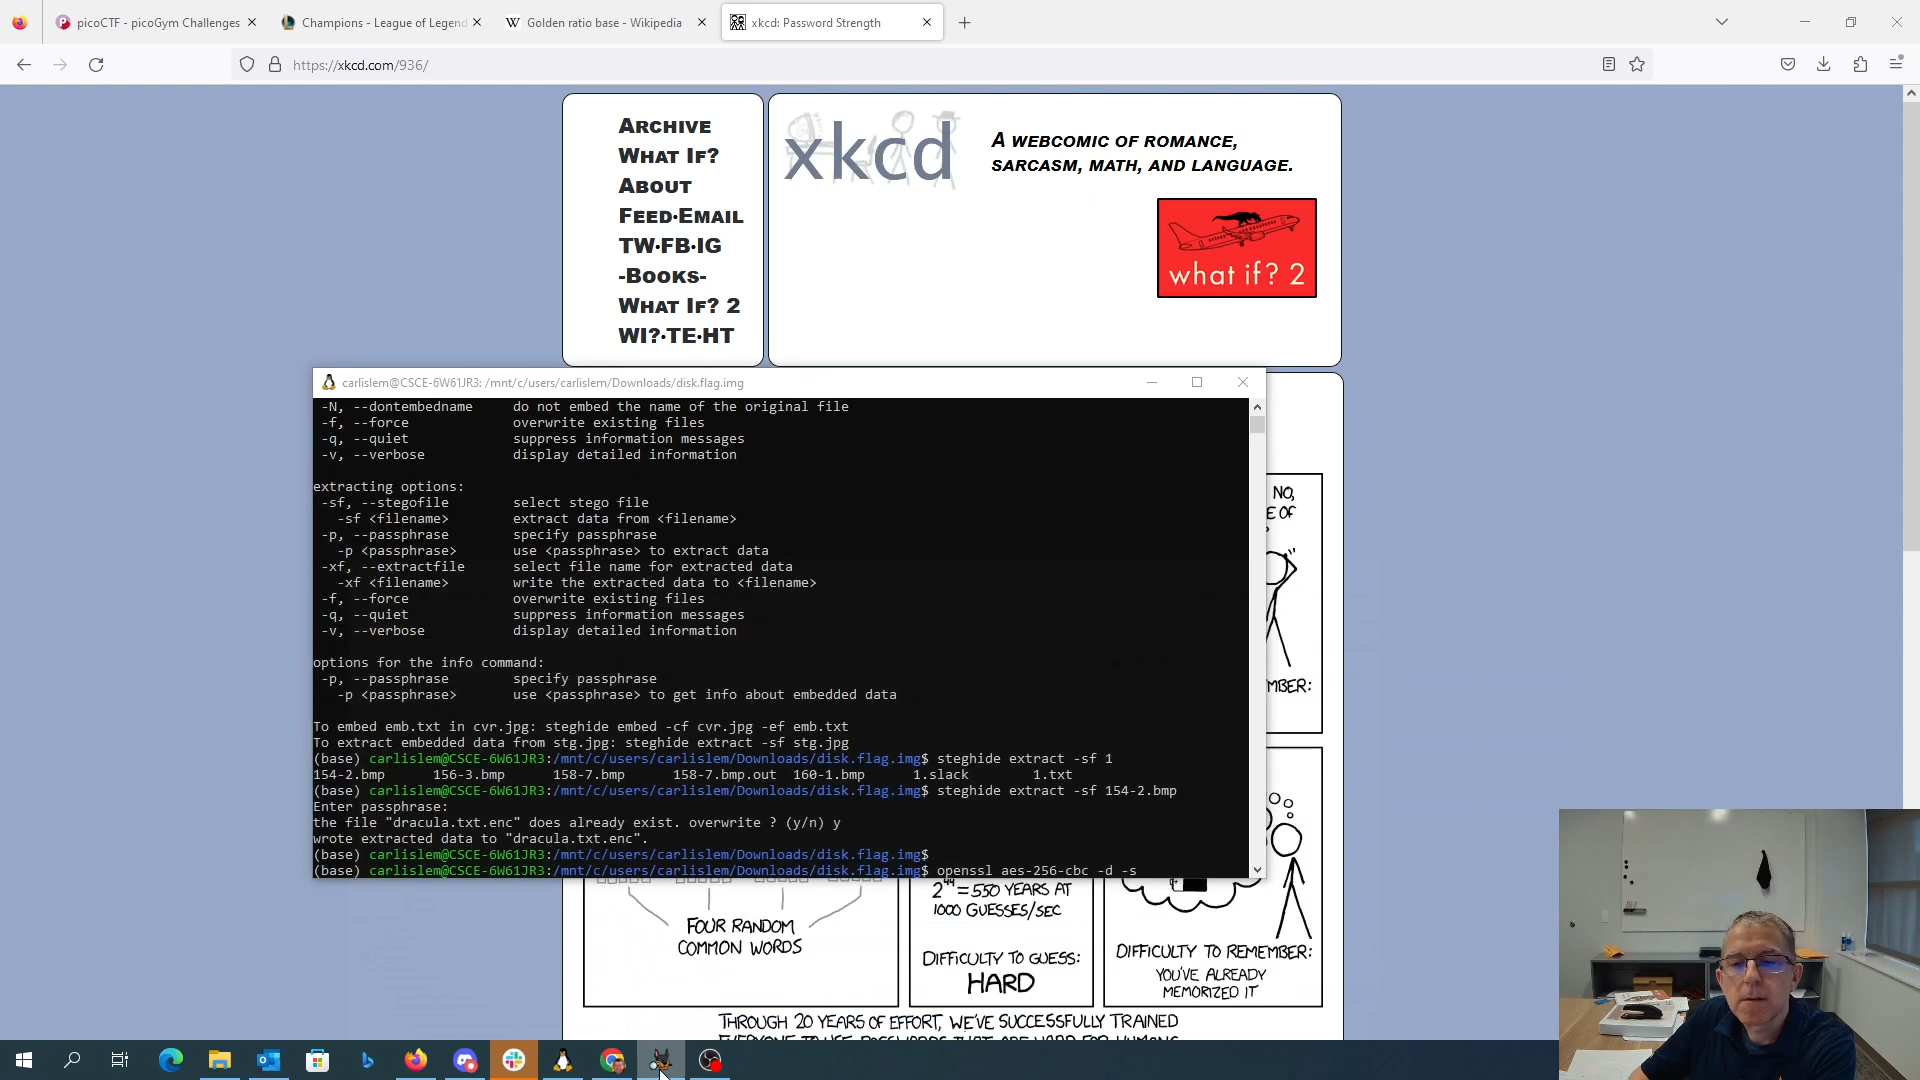 picoCTF - picoGym Challenges
Champions - League of Legend
Golden ratio base - Wikipedia
xkcd: Password Strength
https://xkcd.com/936/
ARCHIVE
WHAT IF?
ABOUT
FEED·EMAIL
TW·FB·IG
-BOOKS-
WHAT IF? 2
WI?·TE·HT
xkcd
A WEBCOMIC OF ROMANCE,
SARCASM, MATH, AND LANGUAGE.
what if? 2
carlislem@CSCE-6W61JR3: /mnt/c/users/carlislem/Downloads/disk.flag.img
-N, --dontembedname do not embed the name of the original file
-f, --force overwrite existing files
-q, --quiet suppress information messages
-v, --verbose display detailed information
extracting options:
-sf, --stegofile select stego file
-sf <filename> extract data from <filename>
-p, --passphrase specify passphrase
-p <passphrase> use <passphrase> to extract data
-xf, --extractfile select file name for extracted data
-xf <filename> write the extracted data to <filename>
-f, --force overwrite existing files
-q, --quiet suppress information messages
-v, --verbose display detailed information
options for the info command:
-p, --passphrase specify passphrase
-p <passphrase> use <passphrase> to get info about embedded data
To embed emb.txt in cvr.jpg: steghide embed -cf cvr.jpg -ef emb.txt
To extract embedded data from stg.jpg: steghide extract -sf stg.jpg
(base) carlislem@CSCE-6W61JR3:/mnt/c/users/carlislem/Downloads/disk.flag.img$ steghide extract -sf 1
154-2.bmp 156-3.bmp 158-7.bmp 158-7.bmp.out 160-1.bmp 1.slack 1.txt
(base) carlislem@CSCE-6W61JR3:/mnt/c/users/carlislem/Downloads/disk.flag.img$ steghide extract -sf 154-2.bmp
Enter passphrase:
the file "dracula.txt.enc" does already exist. overwrite ? (y/n) y
wrote extracted data to "dracula.txt.enc".
(base) carlislem@CSCE-6W61JR3:/mnt/c/users/carlislem/Downloads/disk.flag.img$
(base) carlislem@CSCE-6W61JR3:/mnt/c/users/carlislem/Downloads/disk.flag.img$ openssl aes-256-cbc -d -s
NO,
E OF
?
MBER:
FOUR RANDOM
COMMON WORDS
2^44 = 550 YEARS AT
1000 GUESSES/SEC
DIFFICULTY TO GUESS:
HARD
DIFFICULTY TO REMEMBER:
YOU'VE ALREADY
MEMORIZED IT
THROUGH 20 YEARS OF EFFORT, WE'VE SUCCESSFULLY TRAINED